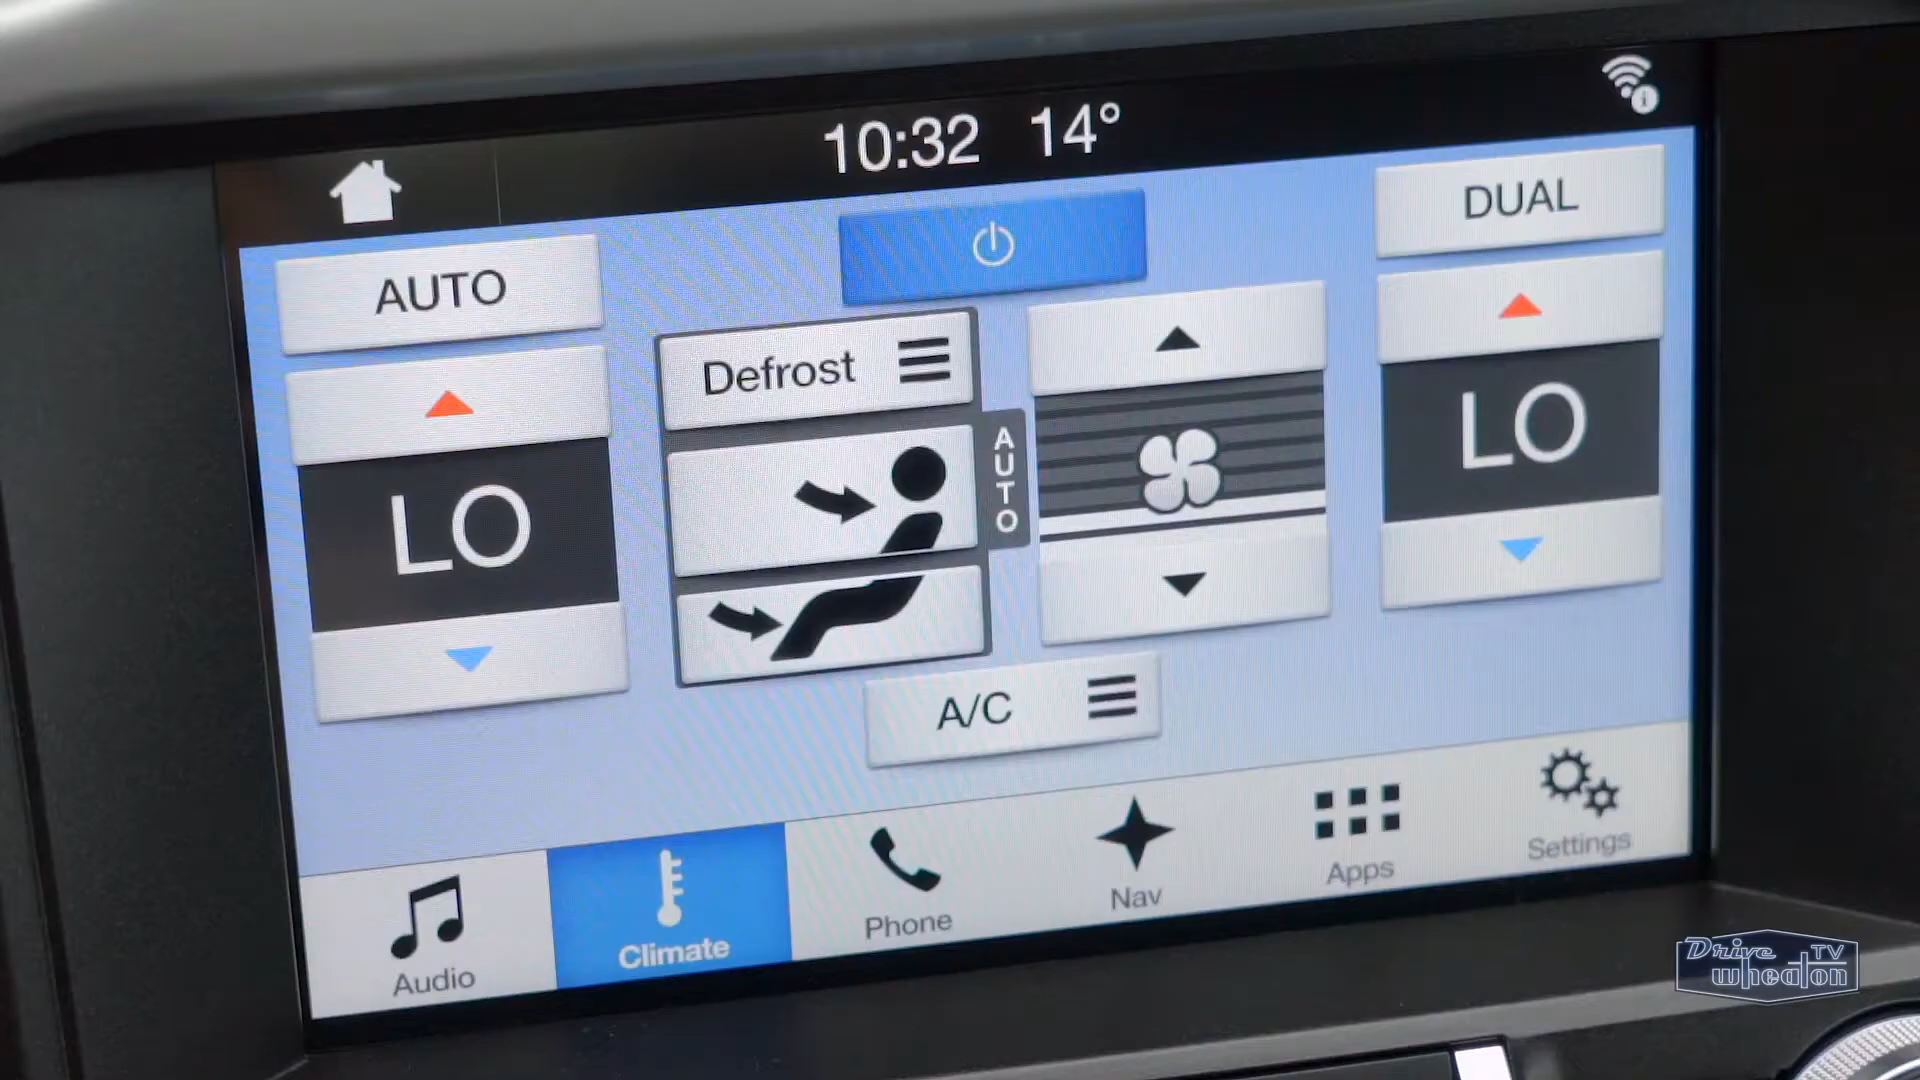 10:32 14°
DUAL
AUTO
Defrost
AUTO
LO
LO
A/C
Audio
Climate
Phone
Nav
Apps
Settings
Drive TV
wheaton